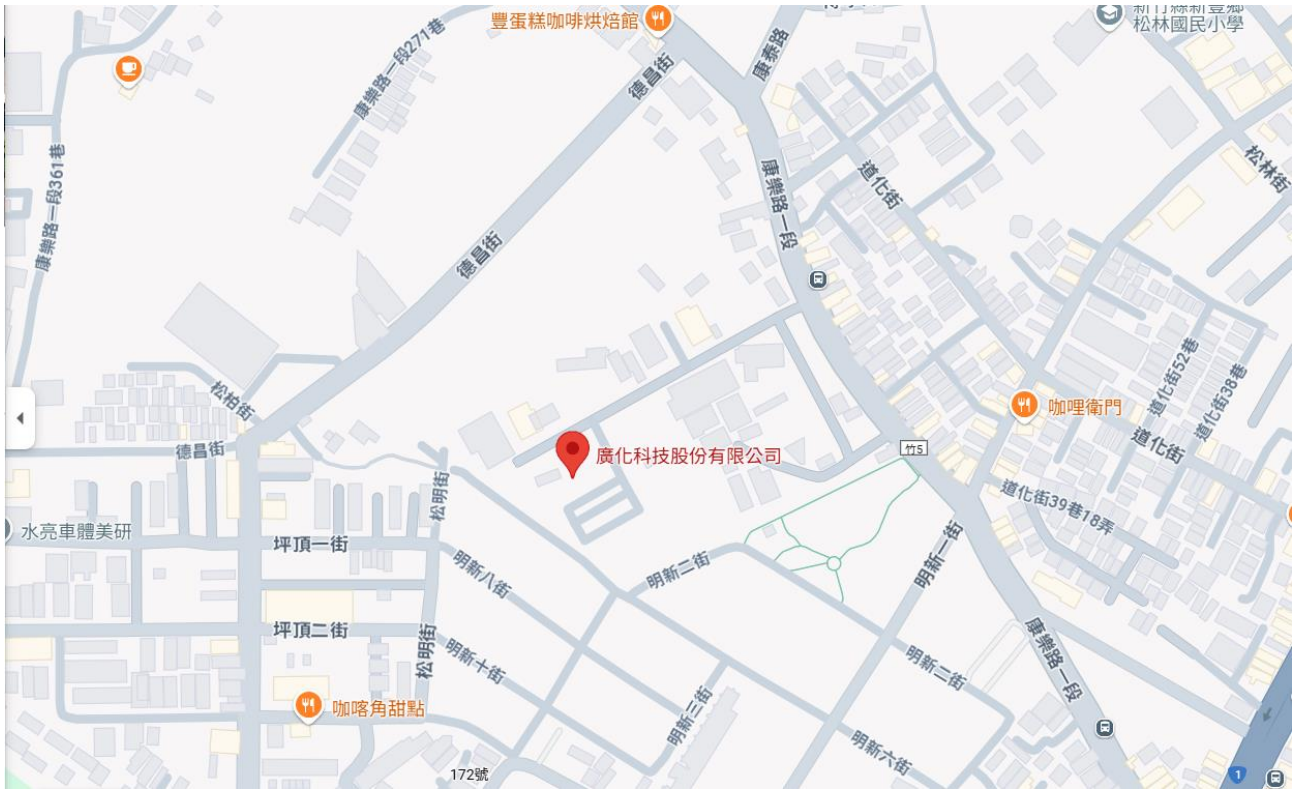 豐蛋糕咖啡烘焙館
新竹縣新豐鄉
松林國民小學
康樂路一段271巷
德昌街
康泰路
康樂路一段361巷
康樂路一段
道化街
松林街
德昌街
松柏街
德昌街
咖哩衛門
道化街52巷
道化街38巷
道化街
廣化科技股份有限公司
竹5
松明街
道化街39巷18弄
水亮車體美研
坪頂一街
明新八街
明新二街
明新一街
坪頂二街
松明街
明新十街
明新二街
康樂路一段
咖喀角甜點
明新三街
明新六街
172號
1